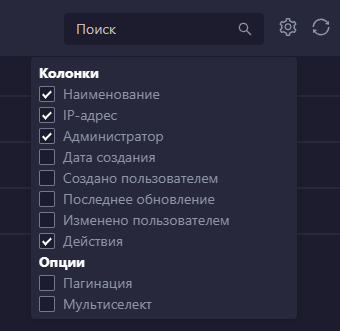 Поиск
Колонки
Наименование
IP-адрес
Администратор
Дата создания
Создано пользователем
Последнее обновление
Изменено пользователем
Действия
Опции
Пагинация
Мультиселект